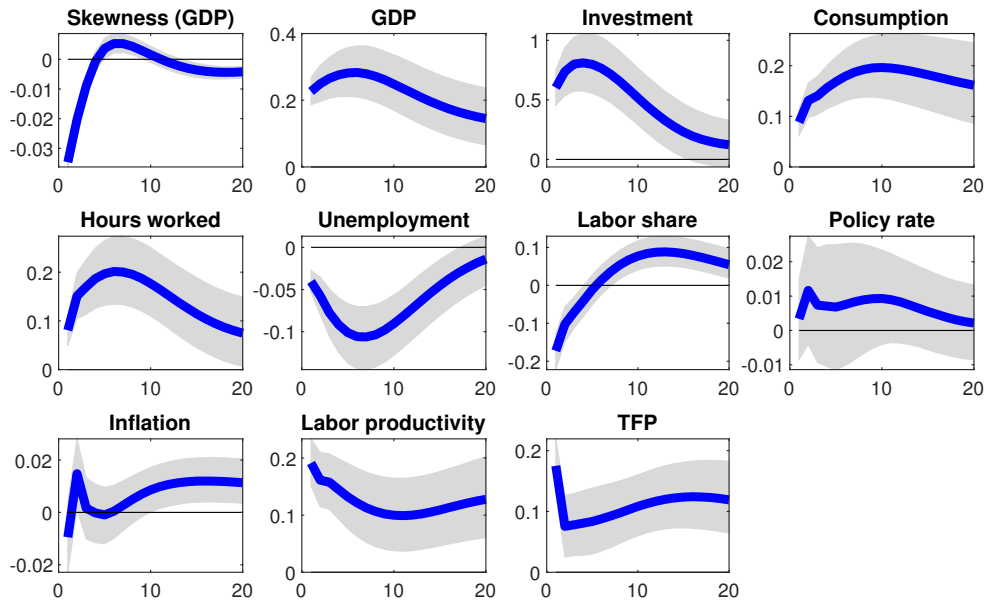 Skewness (GDP) GDP Investment Consumption
0 0.4 1 0.2
-0.01 0.2 0.5 0.1
-0.02
-0.03 0 0 0
0 10 20 0 10 20 0 10 20 0 10 20
Hours worked Unemployment Labor share Policy rate
0.2 0 0.1 0.02
0.1 -0.05 0 0.01
-0.1 -0.1 0
0 -0.2 -0.01
0 10 20 0 10 20 0 10 20 0 10 20
Inflation Labor productivity TFP
0.02 0.2 0.2
0 0.1 0.1
-0.02 0 0
0 10 20 0 10 20 0 10 20